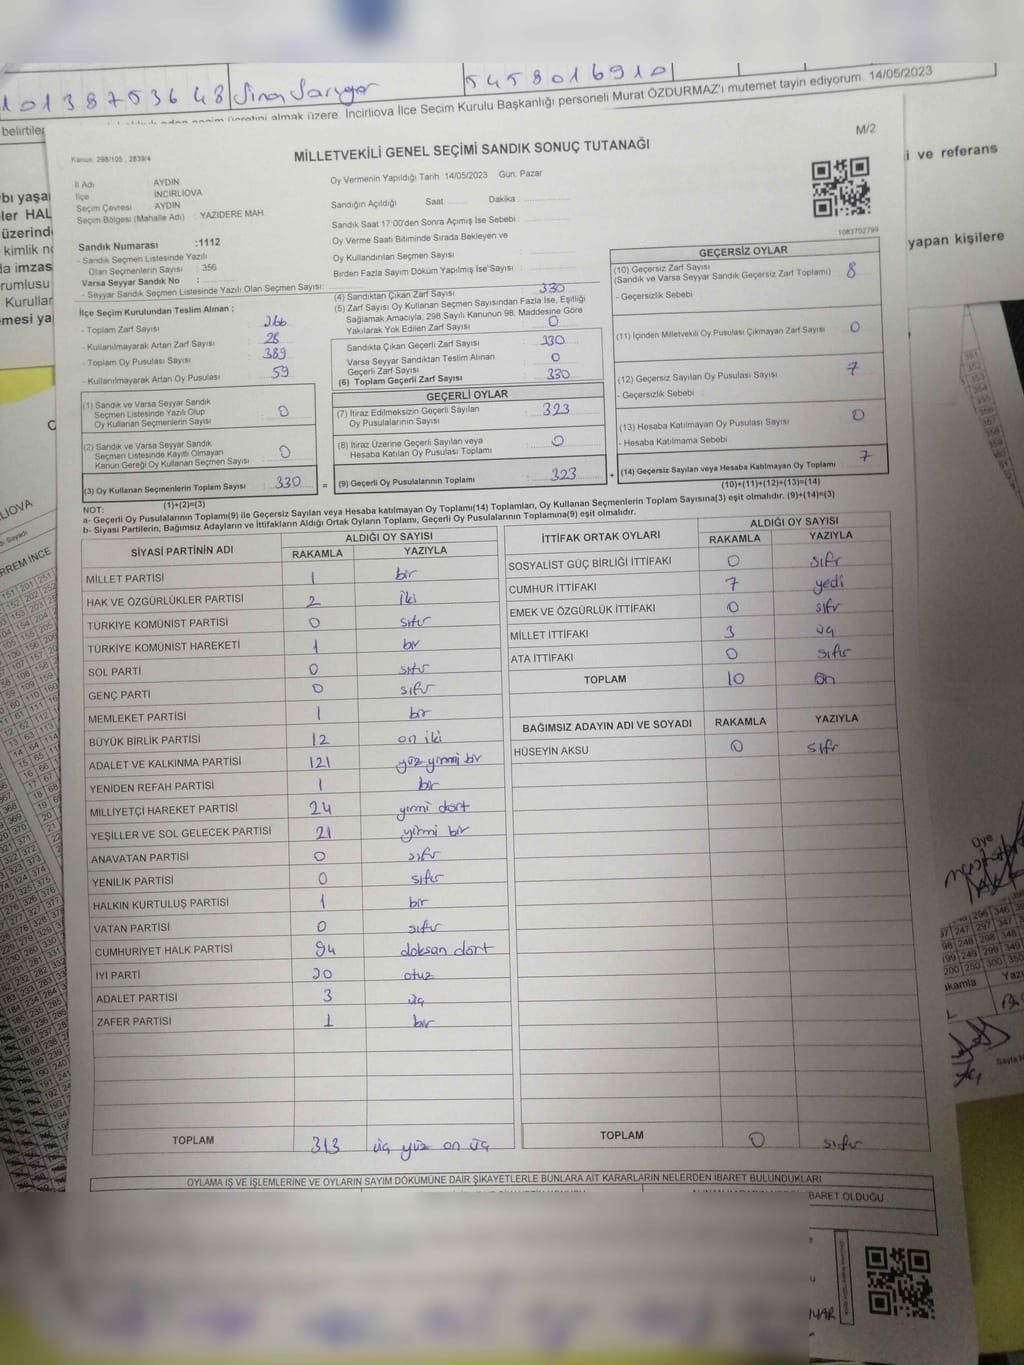 10138753648 Sina Sarıyer 5458016910
almak üzere, İncirliova İlce Secim Kurulu Başkanlığı personeli Murat ÖZDURMAZ'ı mutemet tayin ediyorum. 14/05/2023
belirtiler
M/2
Kanun: 298/105 , 2839/4
MİLLETVEKİLİ GENEL SEÇİMİ SANDIK SONUÇ TUTANAĞI
İl Adı AYDIN
İlçe İNCİRLİOVA
Seçim Çevresi AYDIN
Seçim Bölgesi (Mahalle Adı) : YAZIDERE MAH.
Oy Vermenin Yapıldığı Tarih 14/05/2023 Gün: Pazar
Sandığın Açıldığı Saat Dakika
Sandık Saat 17:00'den Sonra Açımış İse Sebebi
Oy Verme Saati Bitiminde Sırada Bekleyen ve
Oy Kullandırılan Seçmen Sayısı
Birden Fazla Sayım Döküm Yapılmış İse Sayısı
1083702799
Sandık Numarası :1112
- Sandık Seçmen Listesinde Yazılı
Olan Seçmenlerin Sayısı : 356
Varsa Seyyar Sandık No :
- Seyyar Sandık Seçmen Listesinde Yazılı Olan Seçmen Sayısı:
İlçe Seçim Kurulundan Teslim Alınan ;
- Toplam Zarf Sayısı 366
- Kullanılmayarak Artan Zarf Sayısı 28
- Toplam Oy Pusulası Sayısı 389
- Kullanılmayarak Artan Oy Pusulası 59
(4) Sandıktan Çıkan Zarf Sayısı 330
(5) Zarf Sayısı Oy Kullanan Seçmen Sayısından Fazla İse, Eşitliği
Sağlamak Amacıyla, 298 Sayılı Kanunun 98. Maddesine Göre
Yakılarak Yok Edilen Zarf Sayısı 0
Sandıkta Çıkan Geçerli Zarf Sayısı 330
Varsa Seyyar Sandıktan Teslim Alınan
Geçerli Zarf Sayısı 0
(6) Toplam Geçerli Zarf Sayısı 330
GEÇERSİZ OYLAR
(10) Geçersiz Zarf Sayısı 8
(Sandık ve Varsa Seyyar Sandık Geçersiz Zarf Toplamı)
- Geçersizlik Sebebi
(11) İçinden Milletvekili Oy Pusulası Çıkmayan Zarf Sayısı 0
(12) Geçersiz Sayılan Oy Pusulası Sayısı 7
- Geçersizlik Sebebi
(13) Hesaba Katılmayan Oy Pusulası Sayısı 0
- Hesaba Katılmama Sebebi
(14) Geçersiz Sayılan veya Hesaba Katılmayan Oy Toplamı 7
(10)+(11)+(12)+(13)=(14)
(1) Sandık ve Varsa Seyyar Sandık
Seçmen Listesinde Yazılı Olup
Oy Kullanan Seçmenlerin Sayısı 0
(2) Sandık ve Varsa Seyyar Sandık
Seçmen Listesinde Kayıtlı Olmayan
Kanun Gereği Oy Kullanan Seçmen Sayısı 0
(3) Oy Kullanan Seçmenlerin Toplam Sayısı 330
(1)+(2)=(3)
GEÇERLİ OYLAR
(7) İtiraz Edilmeksizin Geçerli Sayılan
Oy Pusulalarının Sayısı 323
(8) İtiraz Üzerine Geçerli Sayılan veya
Hesaba Katılan Oy Pusulası Toplamı 0
= (9) Geçerli Oy Pusulalarının Toplamı 323 +
NOT:
a- Geçerli Oy Pusulalarının Toplamı(9) ile Geçersiz Sayılan veya Hesaba katılmayan Oy Toplamı(14) Toplamları, Oy Kullanan Seçmenlerin Toplam Sayısına(3) eşit olmalıdır. (9)+(14)=(3)
b- Siyasi Partilerin, Bağımsız Adayların ve İttifakların Aldığı Ortak Oyların Toplamı, Geçerli Oy Pusulalarının Toplamına(9) eşit olmalıdır.
SİYASİ PARTİNİN ADI ALDIĞI OY SAYISI
RAKAMLA YAZIYLA
MİLLET PARTİSİ 1 bir
HAK VE ÖZGÜRLÜKLER PARTİSİ 2 iki
TÜRKİYE KOMÜNİST PARTİSİ 0 sıfır
TÜRKİYE KOMÜNİST HAREKETİ 1 bir
SOL PARTİ 0 sıfır
GENÇ PARTİ 0 sıfır
MEMLEKET PARTİSİ 1 bir
BÜYÜK BİRLİK PARTİSİ 12 on iki
ADALET VE KALKINMA PARTİSİ 121 yüz yirmi bir
YENİDEN REFAH PARTİSİ 1 bir
MİLLİYETÇİ HAREKET PARTİSİ 24 yirmi dört
YEŞİLLER VE SOL GELECEK PARTİSİ 21 yirmi bir
ANAVATAN PARTİSİ 0 sıfır
YENİLİK PARTİSİ 0 sıfır
HALKIN KURTULUŞ PARTİSİ 1 bir
VATAN PARTİSİ 0 sıfır
CUMHURİYET HALK PARTİSİ 94 doksan dört
İYİ PARTİ 30 otuz
ADALET PARTİSİ 3 üç
ZAFER PARTİSİ 1 bir
TOPLAM 313 üç yüz on üç
İTTİFAK ORTAK OYLARI ALDIĞI OY SAYISI
RAKAMLA YAZIYLA
SOSYALİST GÜÇ BİRLİĞİ İTTİFAKI 0 sıfır
CUMHUR İTTİFAKI 7 yedi
EMEK VE ÖZGÜRLÜK İTTİFAKI 0 sıfır
MİLLET İTTİFAKI 3 üç
ATA İTTİFAKI 0 sıfır
TOPLAM 10 on
BAĞIMSIZ ADAYIN ADI VE SOYADI RAKAMLA YAZIYLA
HÜSEYİN AKSU 0 sıfır
TOPLAM 0 sıfır
OYLAMA İŞ VE İŞLEMLERİNE VE OYLARIN SAYIM DÖKÜMÜNE DAİR ŞİKAYETLERLE BUNLARA AİT KARARLARIN NELERDEN İBARET BULUNDUKLARI
İBARET OLDUĞU
i ve referans
yapan kişilere
Üye